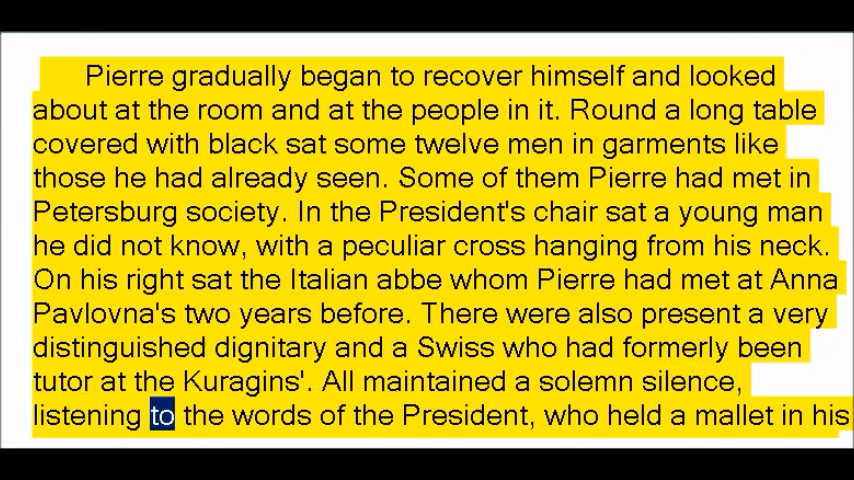 Pierre gradually began to recover himself and looked
about at the room and at the people in it. Round a long table
covered with black sat some twelve men in garments like
those he had already seen. Some of them Pierre had met in
Petersburg society. In the President's chair sat a young man
he did not know, with a peculiar cross hanging from his neck.
On his right sat the Italian abbe whom Pierre had met at Anna
Pavlovna's two years before. There were also present a very
distinguished dignitary and a Swiss who had formerly been
tutor at the Kuragins'. All maintained a solemn silence,
listening to the words of the President, who held a mallet in his